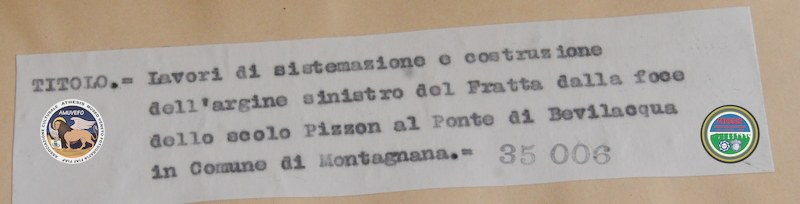 TITOLO.= Lavori di sistemazione e costruzione
dell'argine sinistro del Fratta dalla foce
dello scolo Pizzon al Ponte di Bevilacqua
in Comune di Montagnana.= 35 006
AMUVEFO